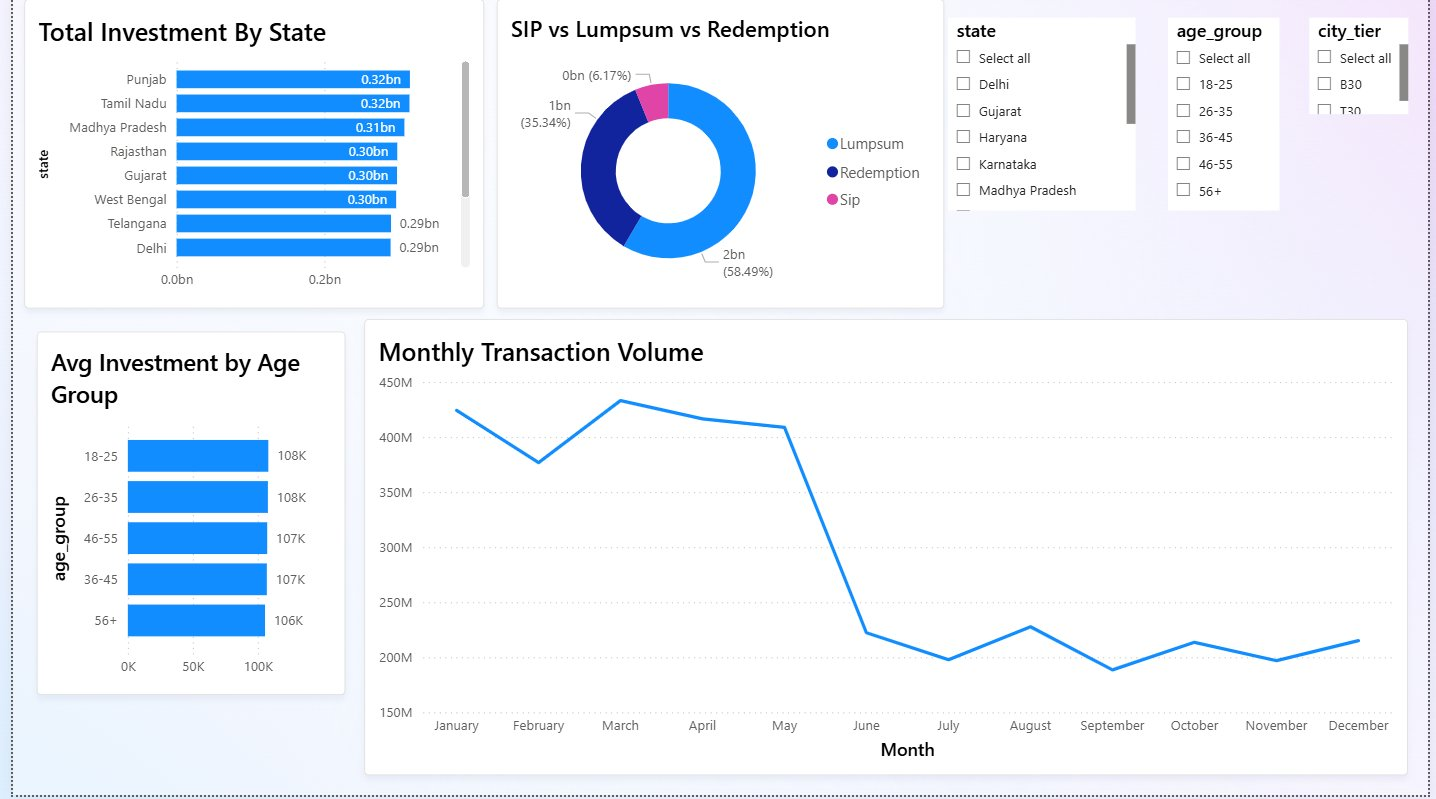 Total Investment By State
state
Punjab 0.32bn
Tamil Nadu 0.32bn
Madhya Pradesh 0.31bn
Rajasthan 0.30bn
Gujarat 0.30bn
West Bengal 0.30bn
Telangana 0.29bn
Delhi 0.29bn
0.0bn 0.2bn
SIP vs Lumpsum vs Redemption
0bn (6.17%)
1bn
(35.34%)
2bn
(58.49%)
Lumpsum
Redemption
Sip
state
Select all
Delhi
Gujarat
Haryana
Karnataka
Madhya Pradesh
age_group
Select all
18-25
26-35
36-45
46-55
56+
city_tier
Select all
B30
T30
Avg Investment by Age
Group
age_group
18-25 108K
26-35 108K
46-55 107K
36-45 107K
56+ 106K
0K 50K 100K
Monthly Transaction Volume
450M
400M
350M
300M
250M
200M
150M
January February March April May June July August September October November December
Month